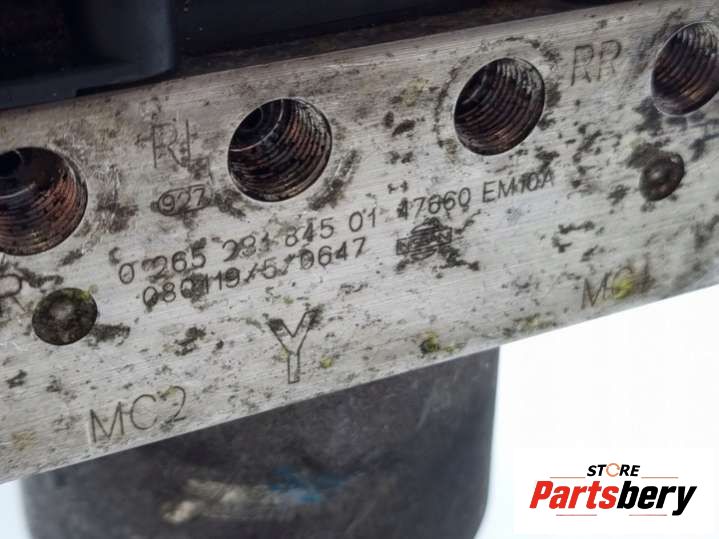 RR
RL
927
0 265 231 845 01 47660 EM10A
080119/5/0647
MC1
Y
MC2
STORE
Partsbery